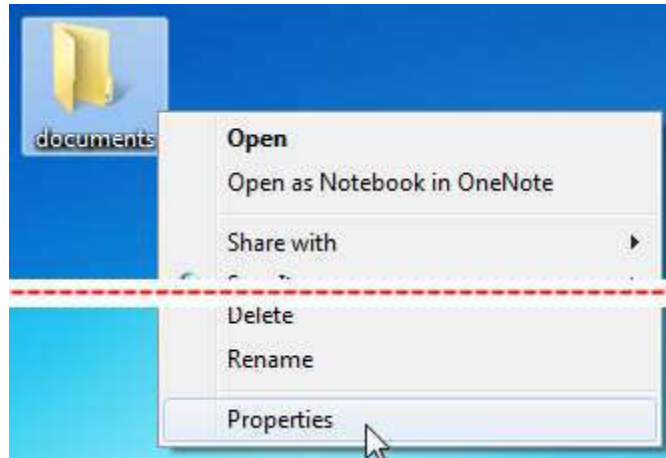 documents
Open
Open as Notebook in OneNote
Share with
Delete
Rename
Properties